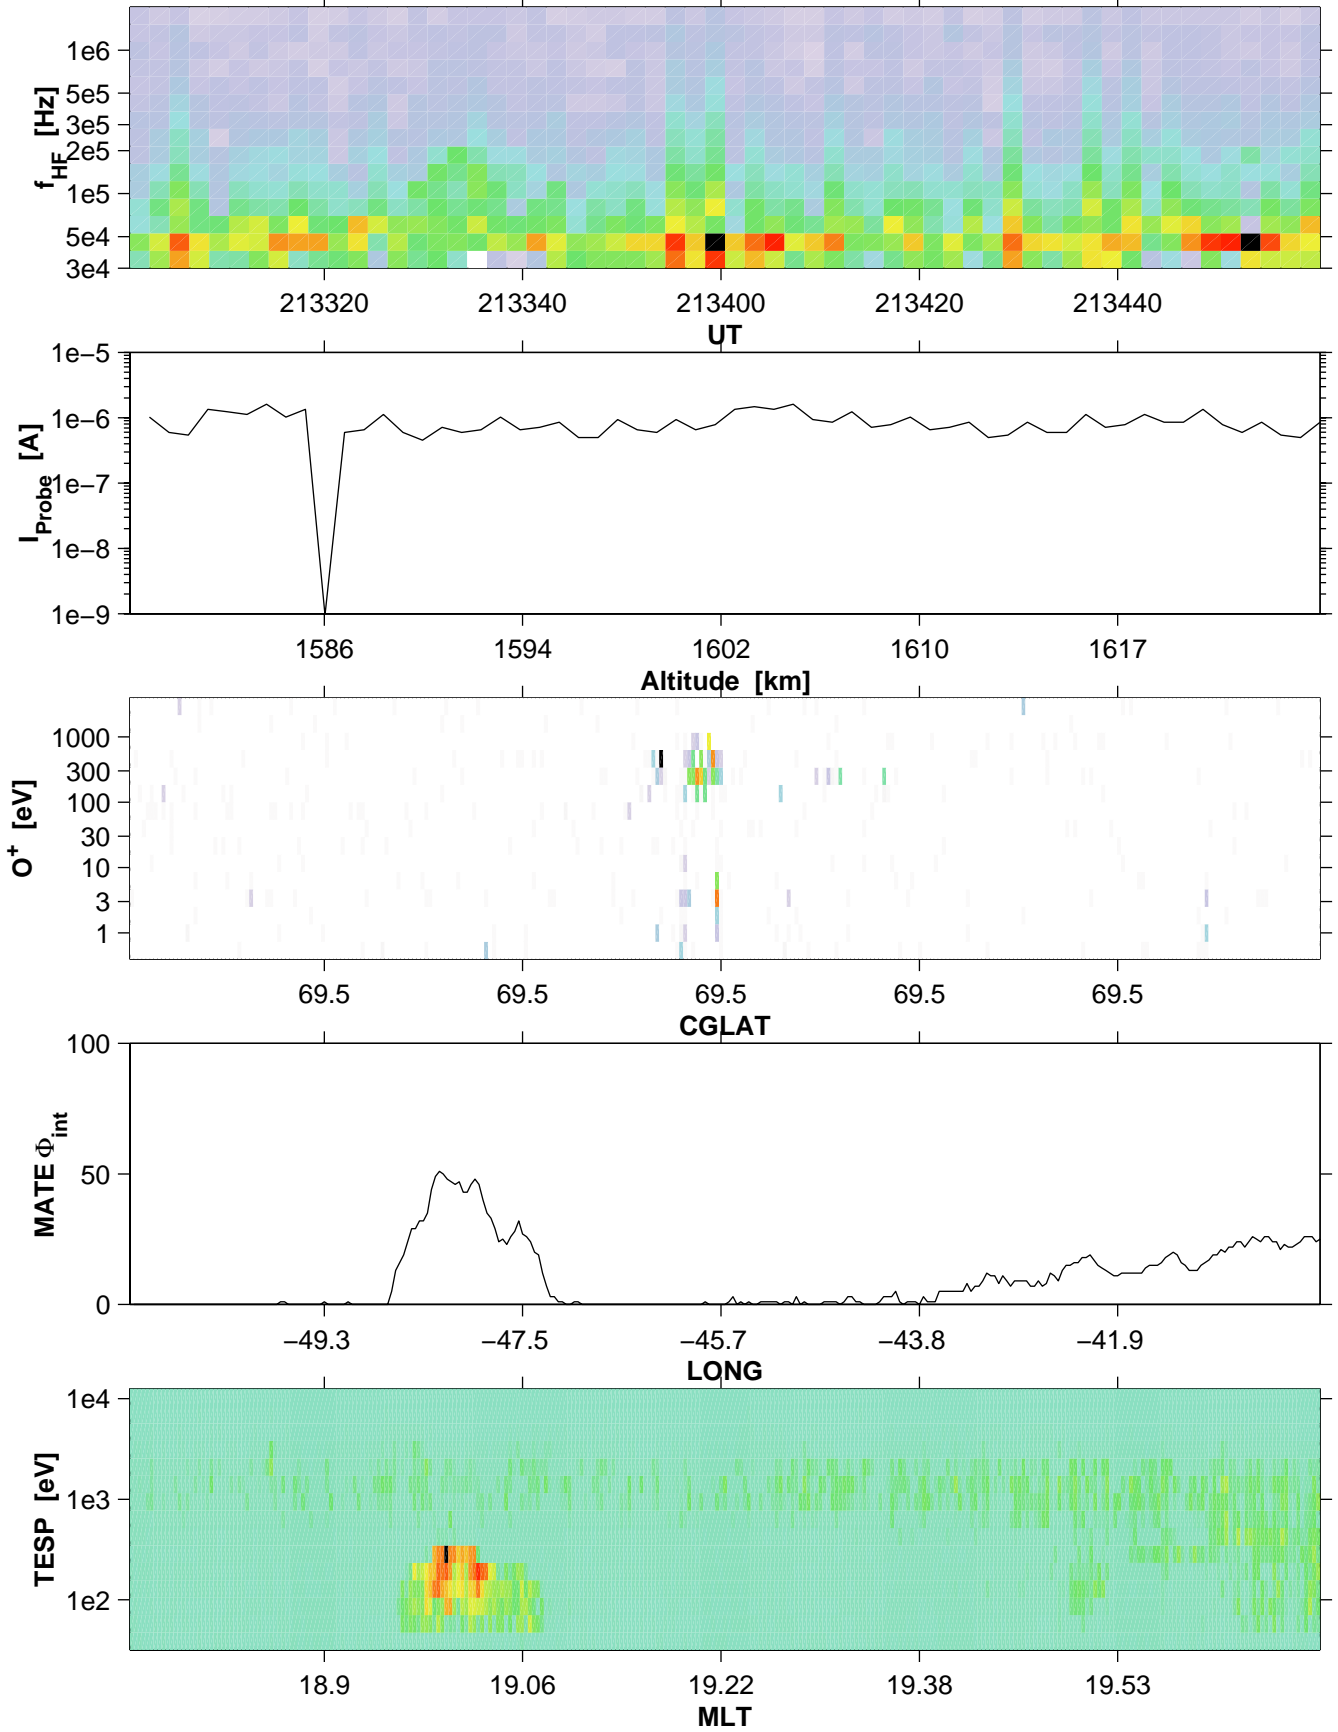 f_HF [Hz]
1e6
5e5
3e5
2e5
1e5
5e4
3e4
213320 213340 213400 213420 213440
UT
I_Probe [A]
1e−5
1e−6
1e−7
1e−8
1e−9
1586 1594 1602 1610 1617
Altitude [km]
O⁺ [eV]
1000
300
100
30
10
3
1
69.5 69.5 69.5 69.5 69.5
CGLAT
MATE Φ_int
100
50
0
−49.3 −47.5 −45.7 −43.8 −41.9
LONG
TESP [eV]
1e4
1e3
1e2
18.9 19.06 19.22 19.38 19.53
MLT